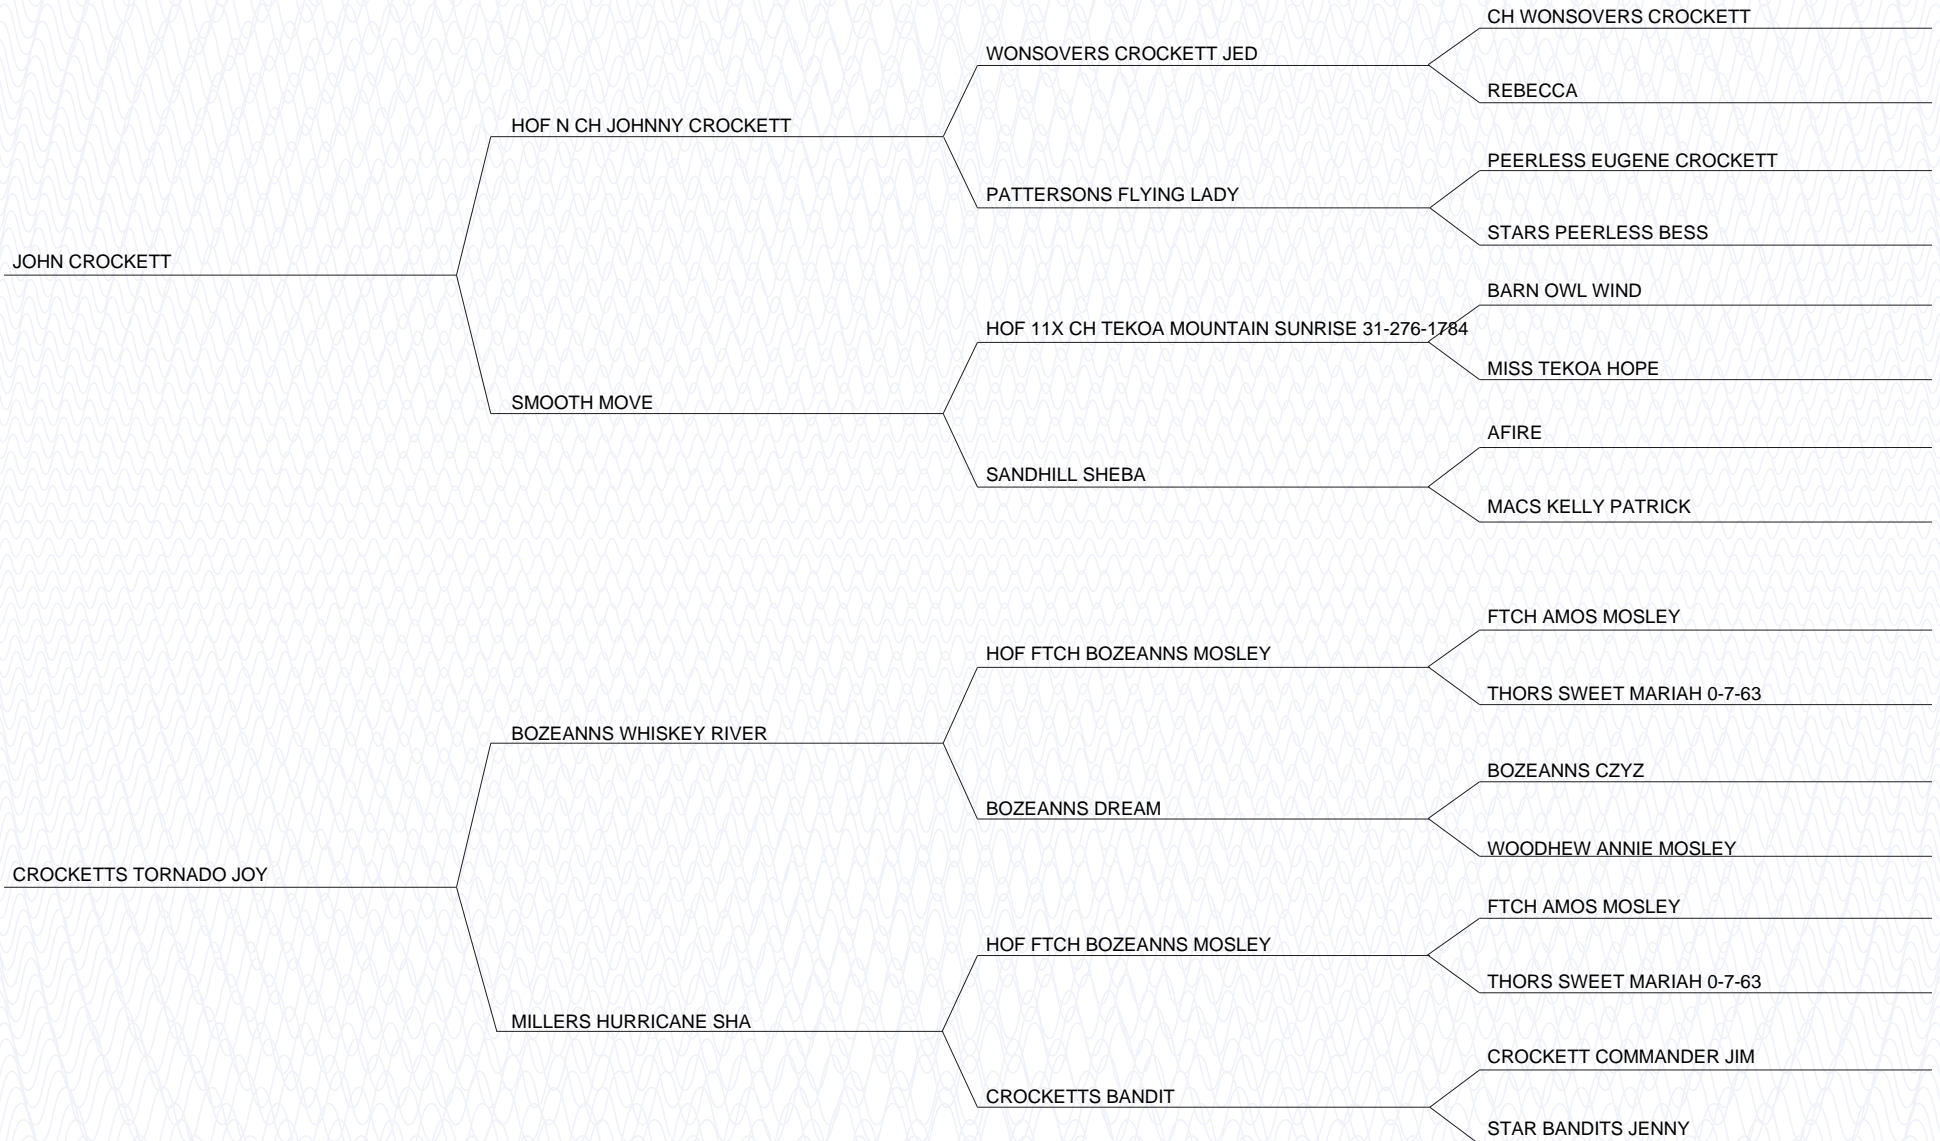 CH WONSOVERS CROCKETT
WONSOVERS CROCKETT JED
REBECCA
HOF N CH JOHNNY CROCKETT
PEERLESS EUGENE CROCKETT
PATTERSONS FLYING LADY
STARS PEERLESS BESS
JOHN CROCKETT
BARN OWL WIND
HOF 11X CH TEKOA MOUNTAIN SUNRISE 31-276-1784
MISS TEKOA HOPE
SMOOTH MOVE
AFIRE
SANDHILL SHEBA
MACS KELLY PATRICK
FTCH AMOS MOSLEY
HOF FTCH BOZEANNS MOSLEY
THORS SWEET MARIAH 0-7-63
BOZEANNS WHISKEY RIVER
BOZEANNS CZYZ
BOZEANNS DREAM
WOODHEW ANNIE MOSLEY
CROCKETTS TORNADO JOY
FTCH AMOS MOSLEY
HOF FTCH BOZEANNS MOSLEY
THORS SWEET MARIAH 0-7-63
MILLERS HURRICANE SHA
CROCKETT COMMANDER JIM
CROCKETTS BANDIT
STAR BANDITS JENNY